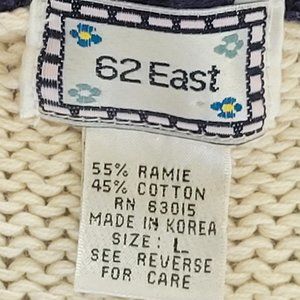 62 East
55% RAMIE
45% COTTON
RN 63015
MADE IN KOREA
SIZE: L
SEE REVERSE
FOR CARE